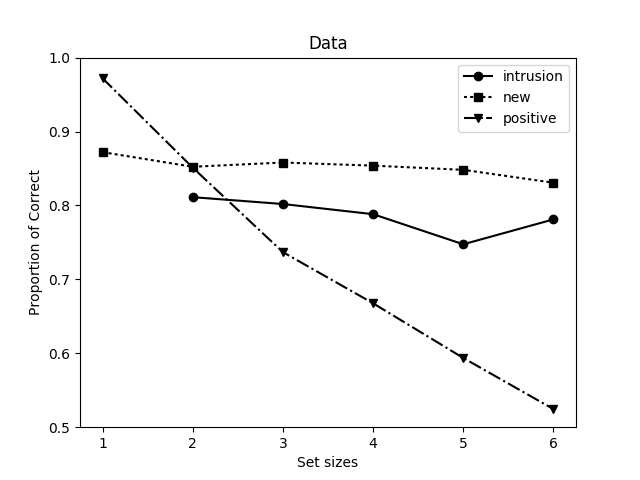 Data
1.0
0.9
0.8
0.7
0.6
0.5
Proportion of Correct
intrusion
new
positive
1 2 3 4 5 6
Set sizes